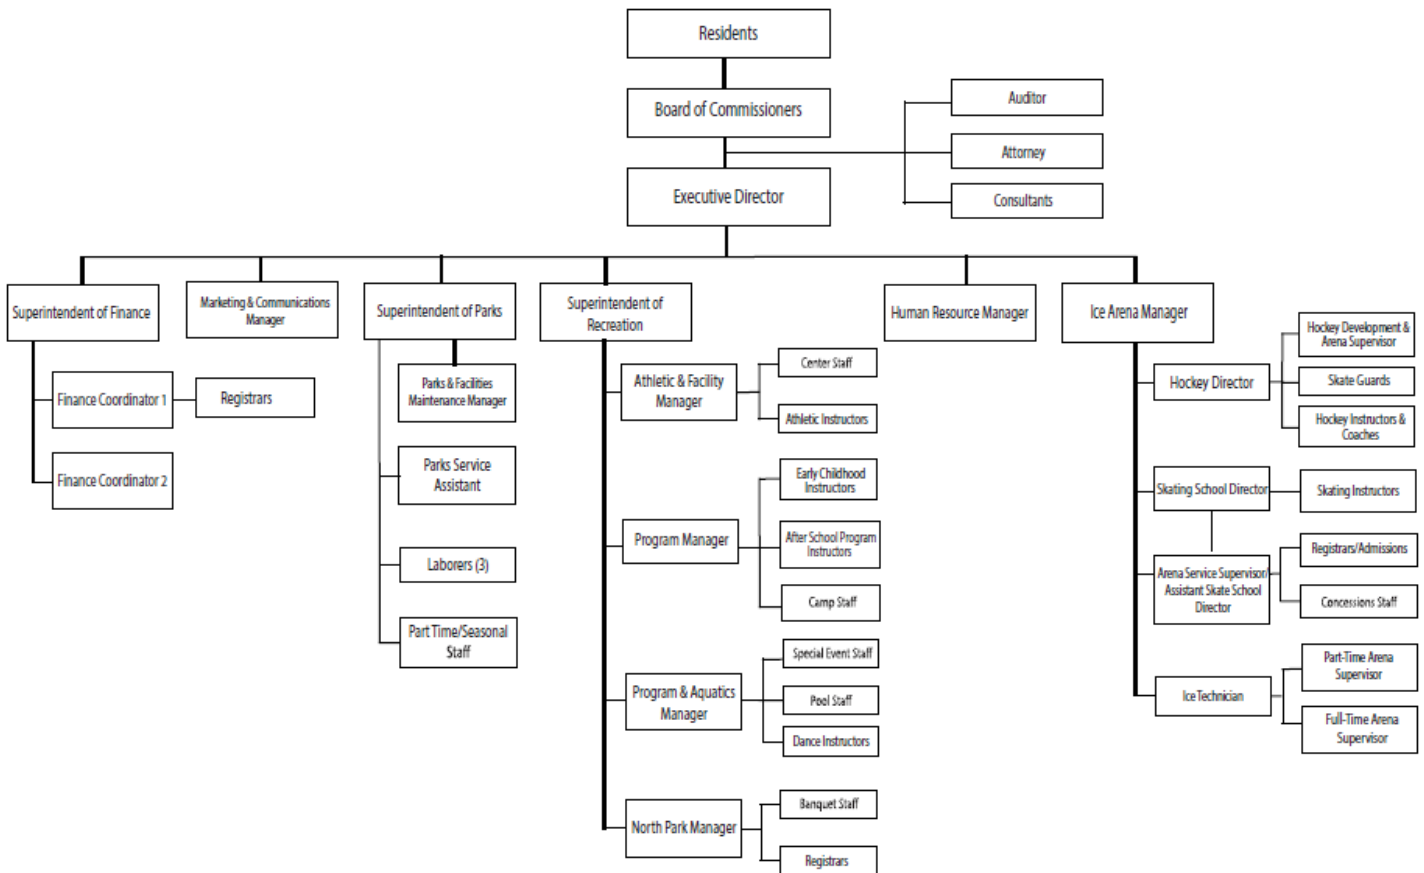 Residents
Board of Commissioners
Auditor
Attorney
Consultants
Executive Director
Superintendent of Finance
Marketing & Communications
Manager
Superintendent of Parks
Superintendent of
Recreation
Human Resource Manager
Ice Arena Manager
Finance Coordinator 1
Registrars
Finance Coordinator 2
Parks & Facilities
Maintenance Manager
Parks Service
Assistant
Laborers (3)
Part Time/Seasonal
Staff
Athletic & Facility
Manager
Center Staff
Athletic Instructors
Program Manager
Early Childhood
Instructors
After School Program
Instructors
Camp Staff
Program & Aquatics
Manager
Special Event Staff
Pool Staff
Dance Instructors
North Park Manager
Banquet Staff
Registrars
Hockey Director
Hockey Development &
Arena Supervisor
Skate Guards
Hockey Instructors &
Coaches
Skating School Director
Skating Instructors
Arena Service Supervisor/
Assistant Skate School
Director
Registrars/Admissions
Concessions Staff
Ice Technician
Part-Time Arena
Supervisor
Full-Time Arena
Supervisor